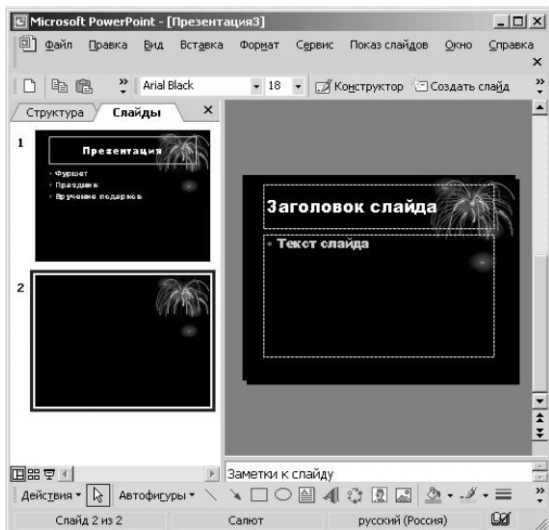 Microsoft PowerPoint - [Презентация3]
Файл Правка Вид Вставка Формат Сервис Показ слайдов Окно Справка
Arial Black 18 Конструктор Создать слайд
Структура Слайды
1
Презентация
Фуршет
Праздник
Вручение подарков
2
Заголовок слайда
Текст слайда
Заметки к слайду
Действия Автофигуры
Слайд 2 из 2 Салют русский (Россия)